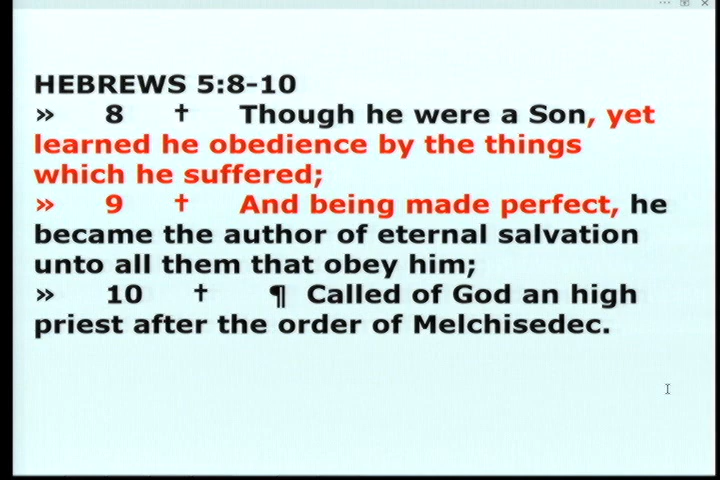 HEBREWS 5:8-10
» 8 † Though he were a Son, yet
learned he obedience by the things
which he suffered;
» 9 † And being made perfect, he
became the author of eternal salvation
unto all them that obey him;
» 10 † ¶ Called of God an high
priest after the order of Melchisedec.